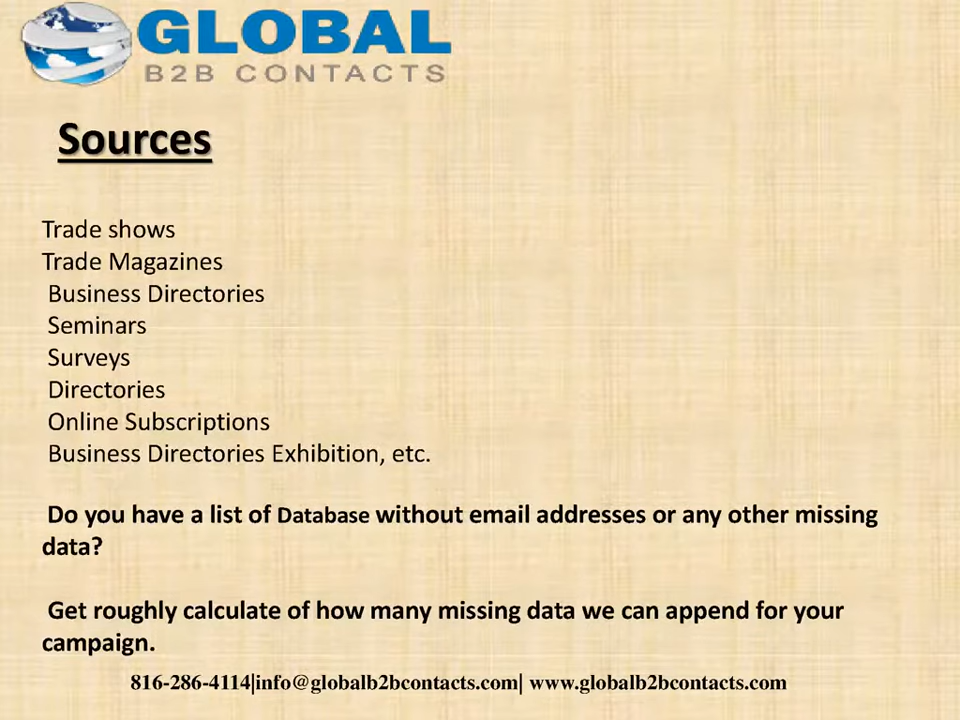 GLOBAL
B2B CONTACTS
Sources
Trade shows
Trade Magazines
Business Directories
Seminars
Surveys
Directories
Online Subscriptions
Business Directories Exhibition, etc.
Do you have a list of Database without email addresses or any other missing
data?
Get roughly calculate of how many missing data we can append for your
campaign.
816-286-4114|info@globalb2bcontacts.com| www.globalb2bcontacts.com